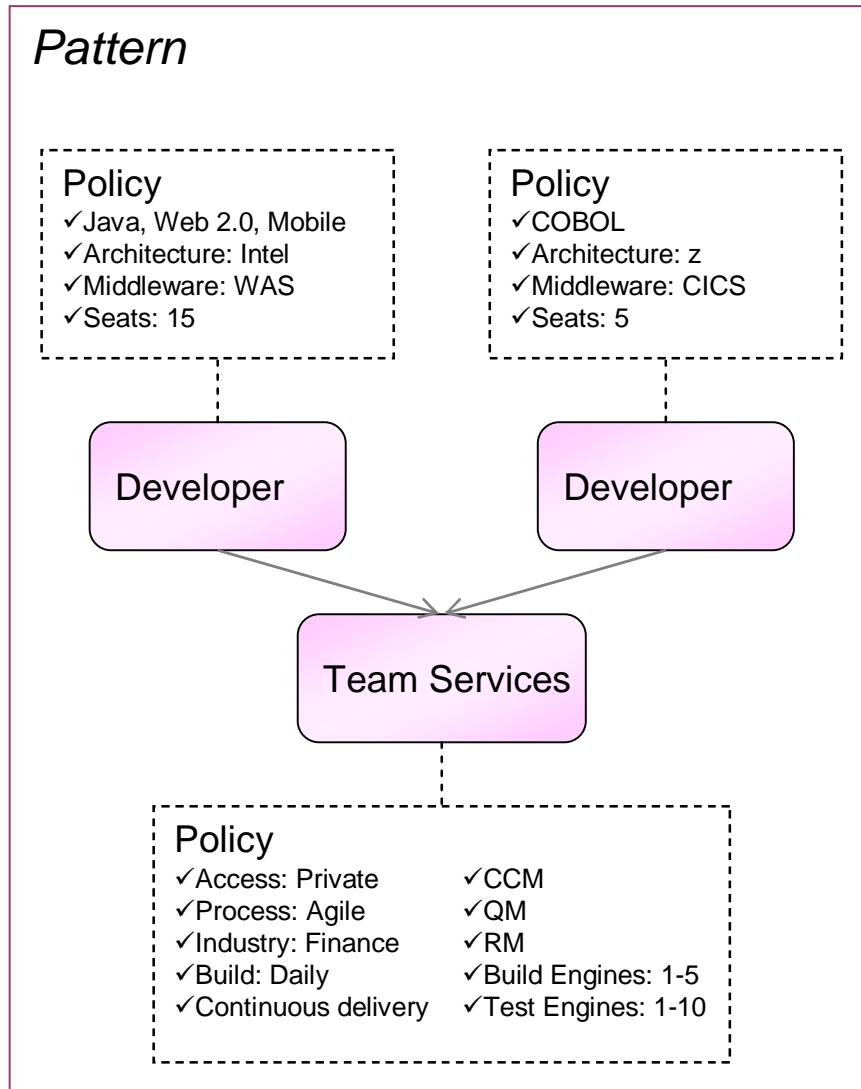 Pattern
Policy
✓Java, Web 2.0, Mobile
✓Architecture: Intel
✓Middleware: WAS
✓Seats: 15
Policy
✓COBOL
✓Architecture: z
✓Middleware: CICS
✓Seats: 5
Developer
Developer
Team Services
Policy
✓Access: Private
✓Process: Agile
✓Industry: Finance
✓Build: Daily
✓Continuous delivery
✓CCM
✓QM
✓RM
✓Build Engines: 1-5
✓Test Engines: 1-10